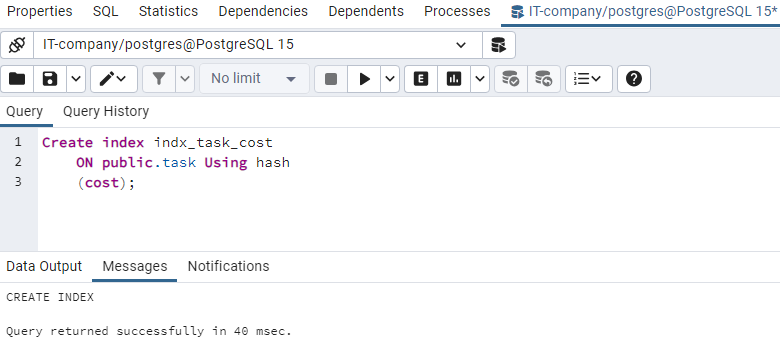 Properties SQL Statistics Dependencies Dependents Processes IT-company/postgres@PostgreSQL 15*
IT-company/postgres@PostgreSQL 15
No limit E
Query Query History
1 Create index indx_task_cost
2 ON public.task Using hash
3 (cost);
Data Output Messages Notifications
CREATE INDEX
Query returned successfully in 40 msec.